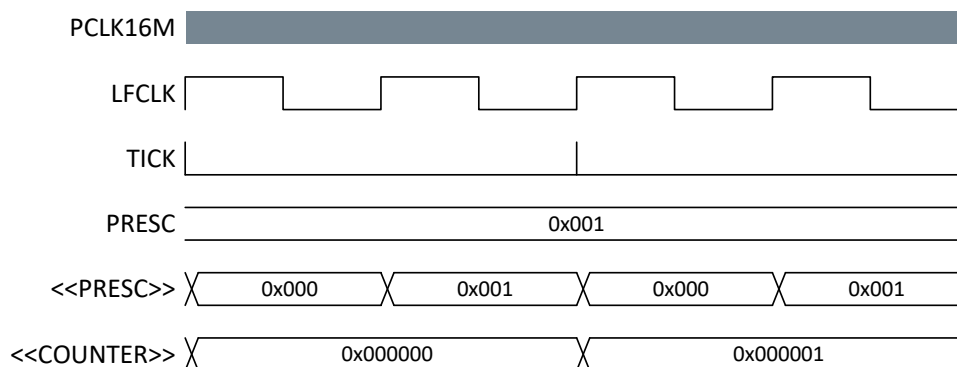 PCLK16M
LFCLK
TICK
PRESC 0x001
<<PRESC>> 0x000 0x001 0x000 0x001
<<COUNTER>> 0x000000 0x000001